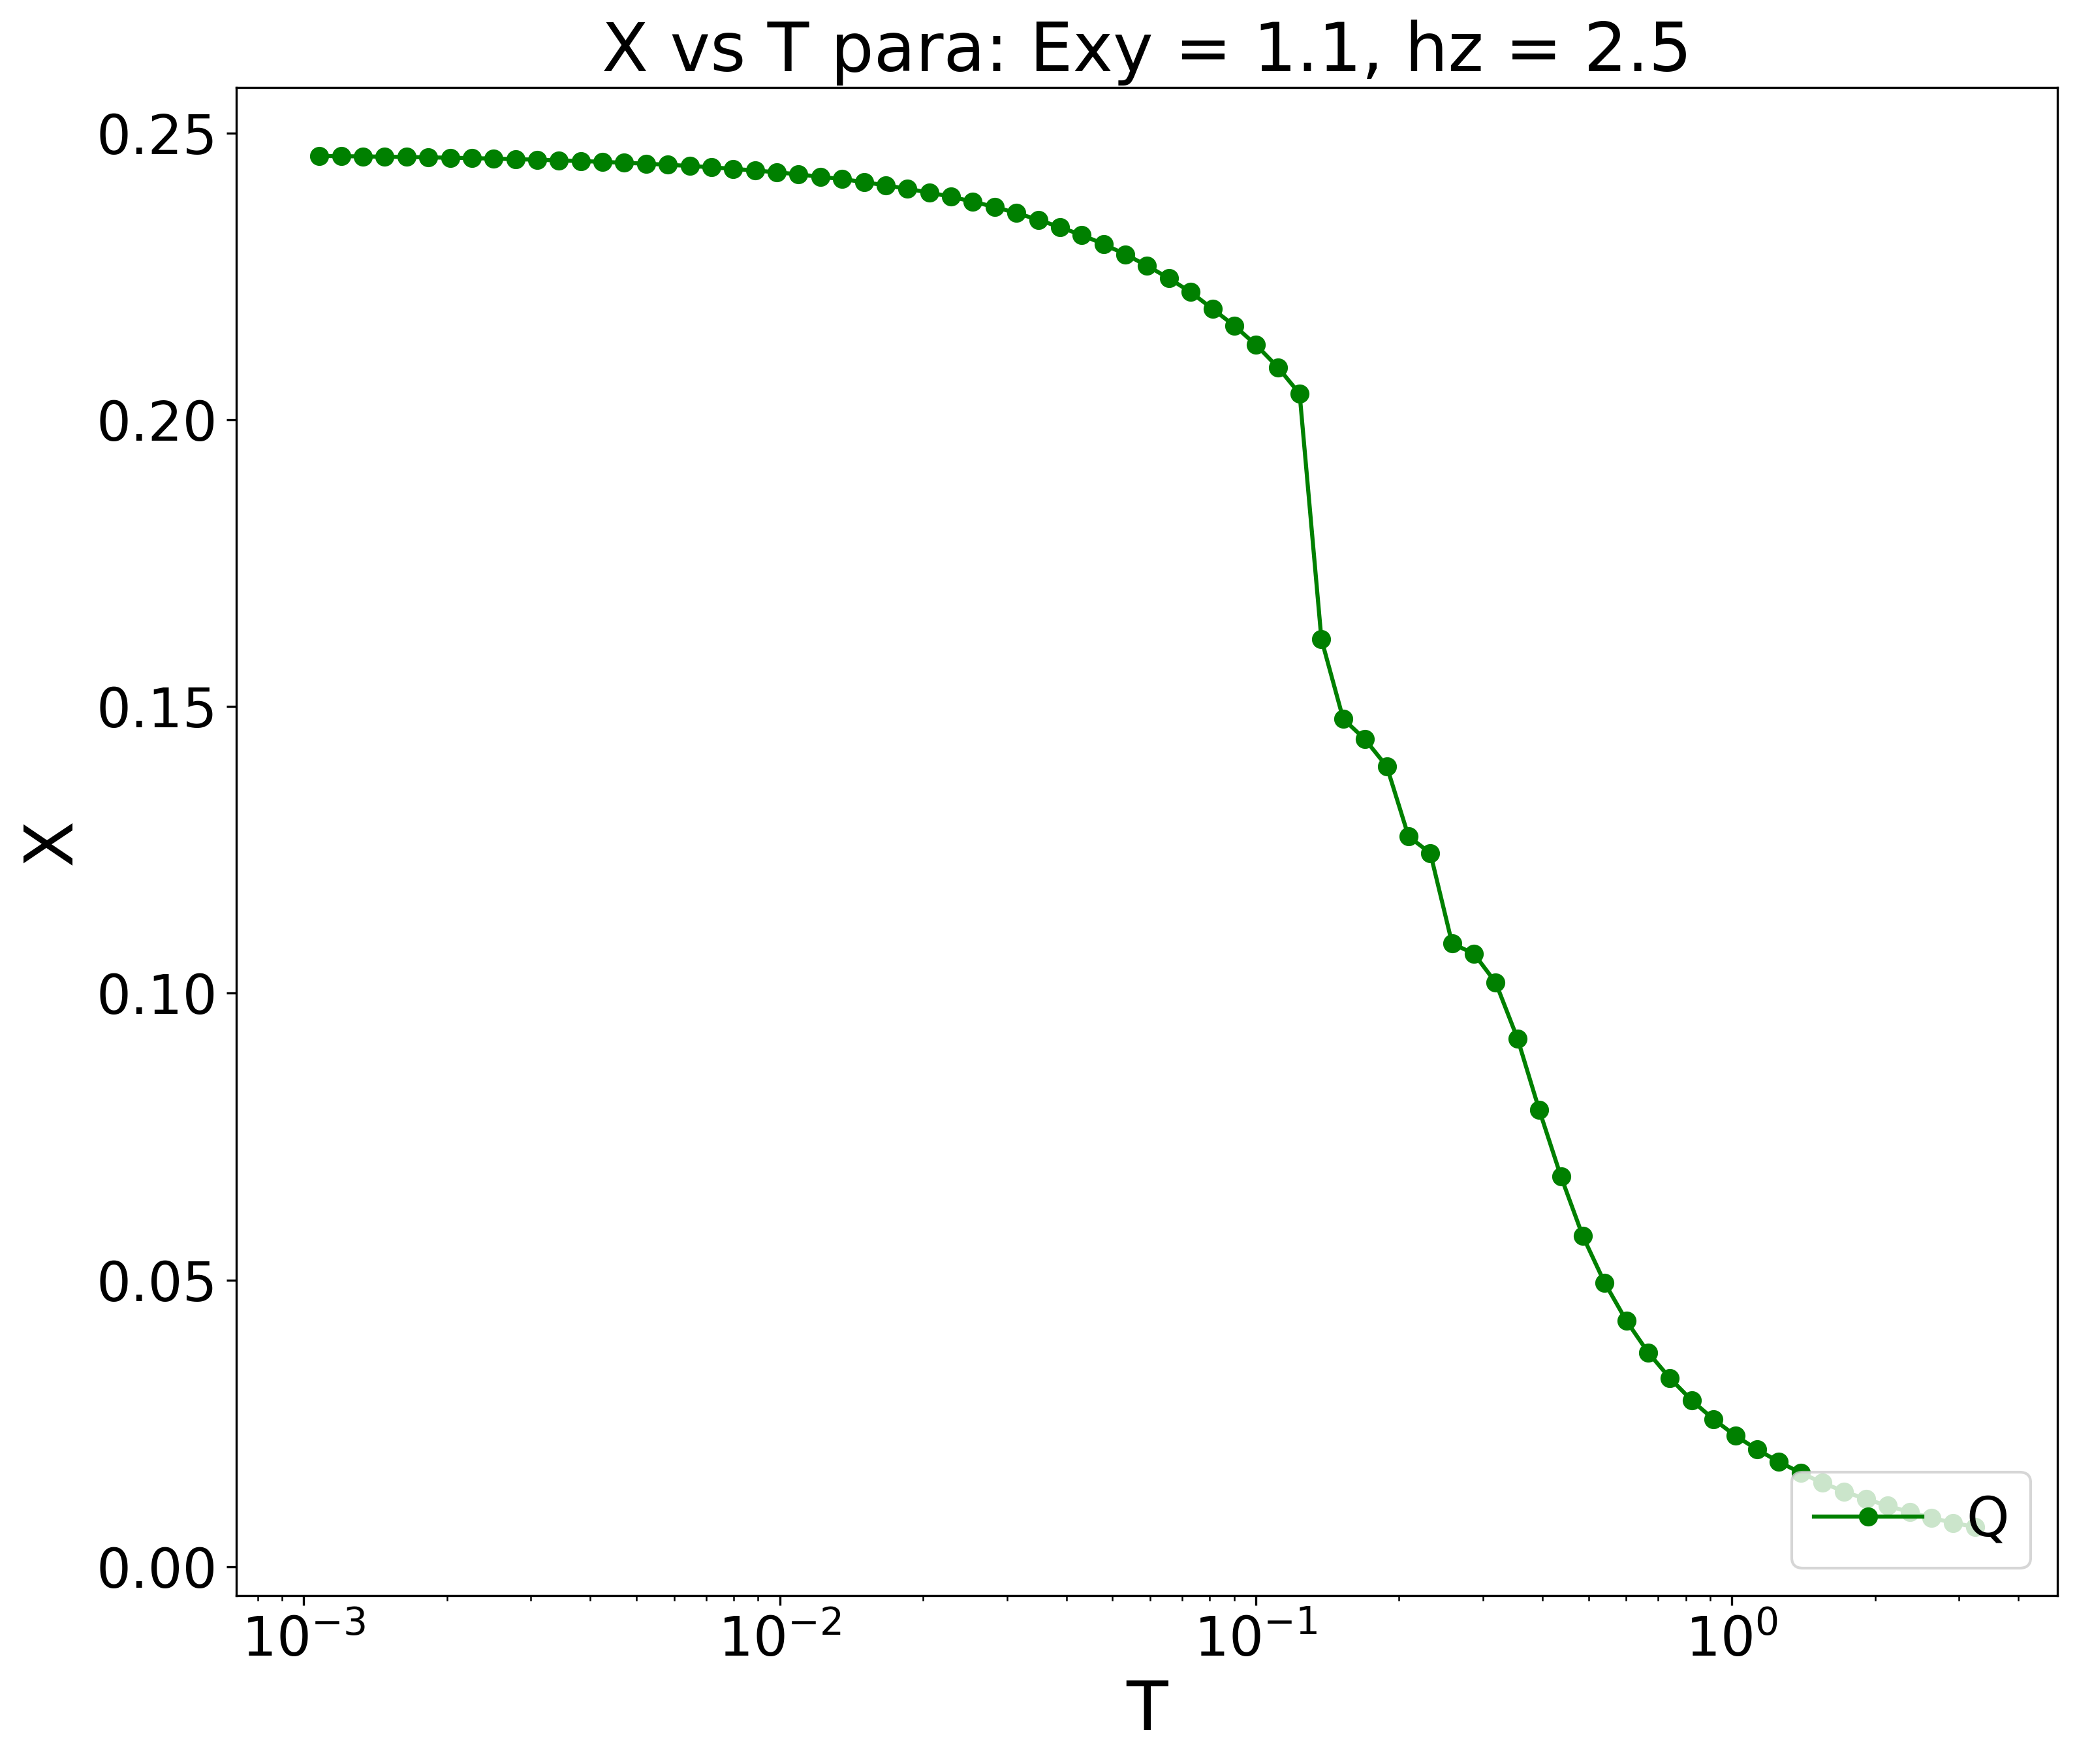 X vs T para: Exy = 1.1, hz = 2.5
0.25
0.20
0.15
0.10
0.05
0.00
X
10⁻³ 10⁻² 10⁻¹ 10⁰
T
Q